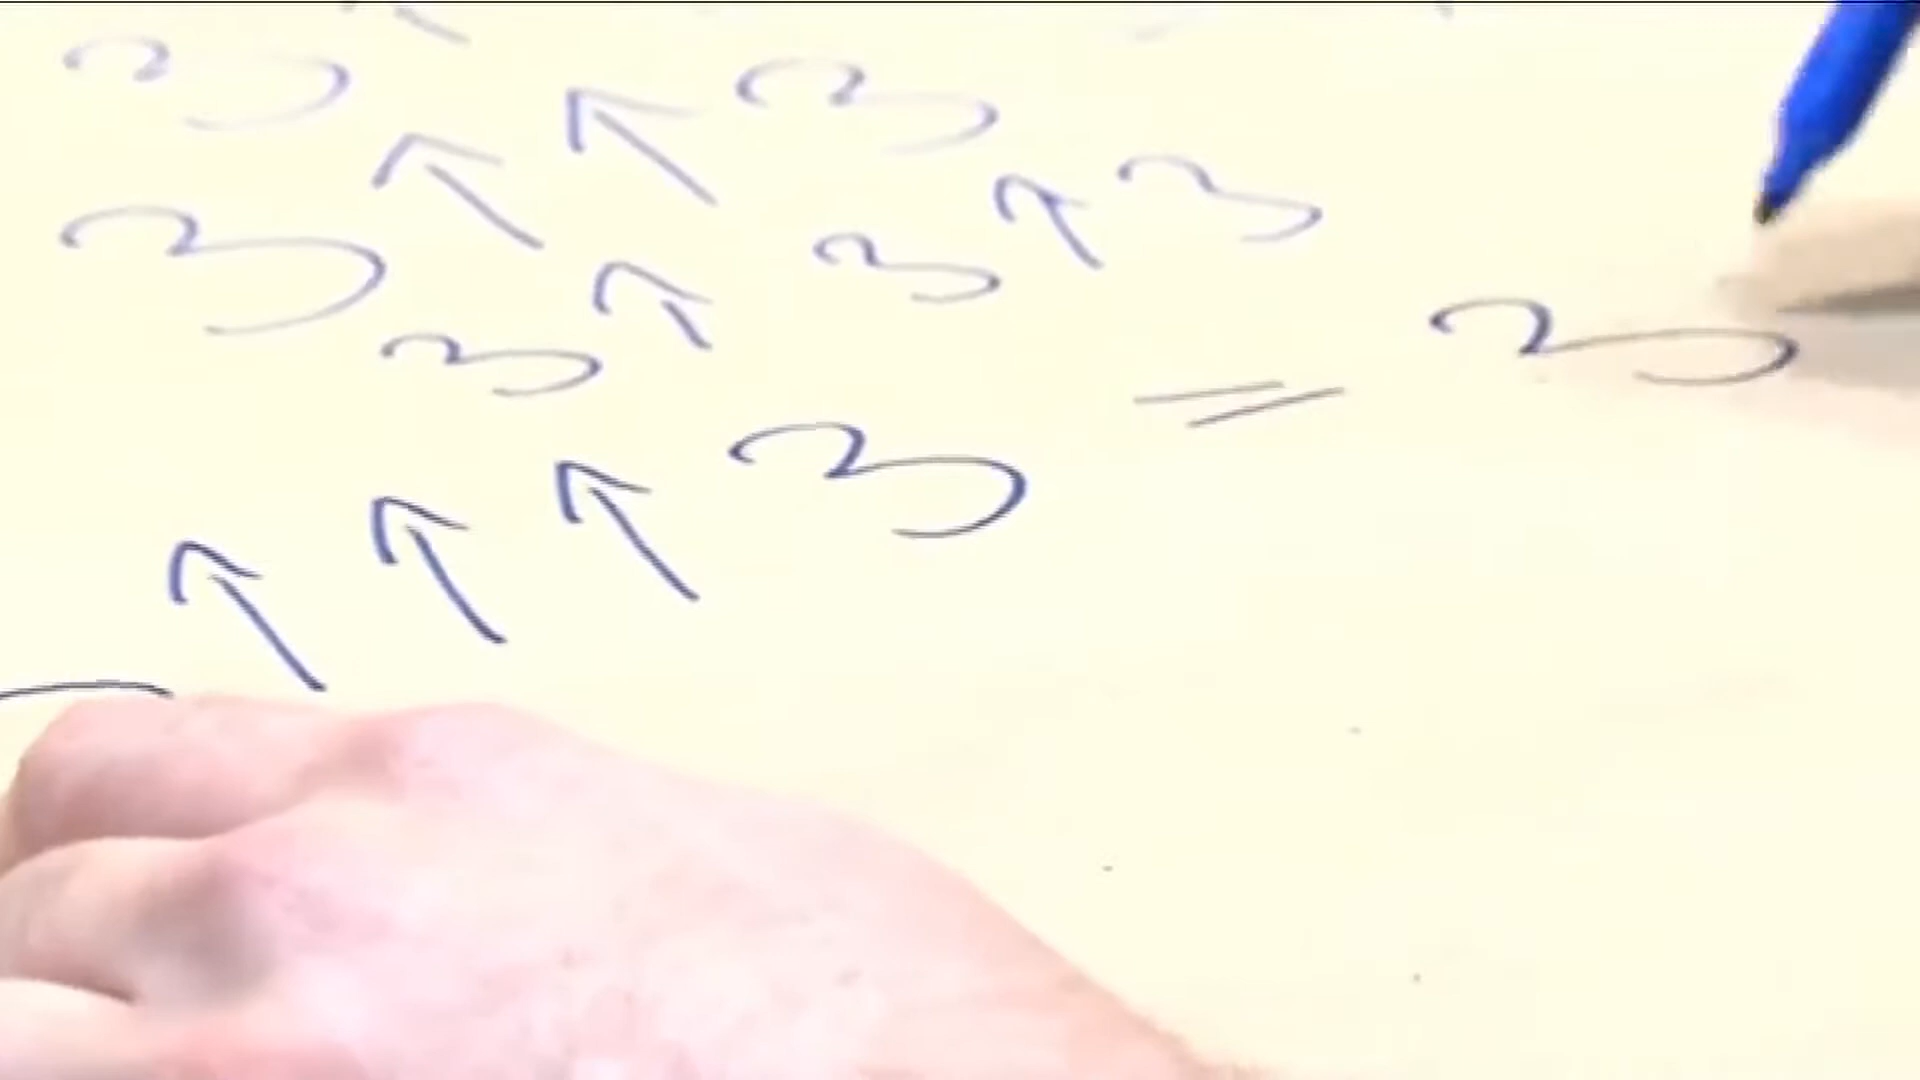 3 3
3 ↑↑ 3 ↑ 3
3 ↑ 3
↑↑↑ 3 = 3